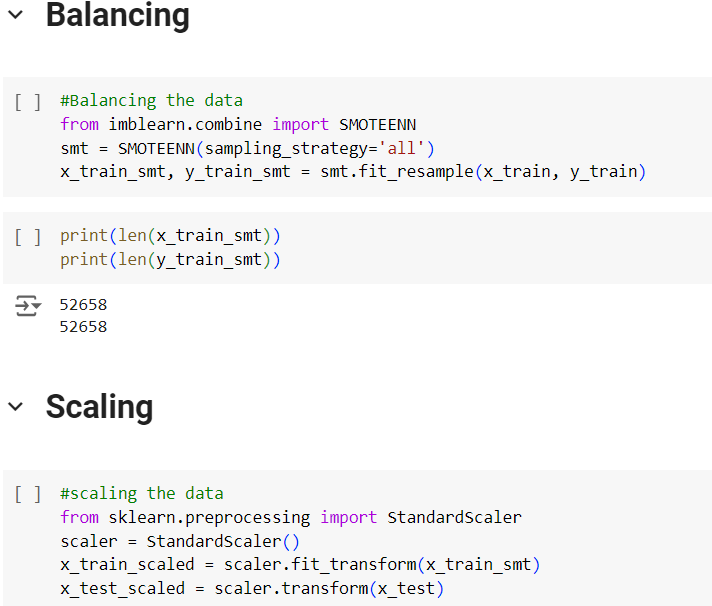 Balancing
[ ] #Balancing the data
from imblearn.combine import SMOTEENN
smt = SMOTEENN(sampling_strategy='all')
x_train_smt, y_train_smt = smt.fit_resample(x_train, y_train)
[ ] print(len(x_train_smt))
print(len(y_train_smt))
52658
52658
Scaling
[ ] #scaling the data
from sklearn.preprocessing import StandardScaler
scaler = StandardScaler()
x_train_scaled = scaler.fit_transform(x_train_smt)
x_test_scaled = scaler.transform(x_test)